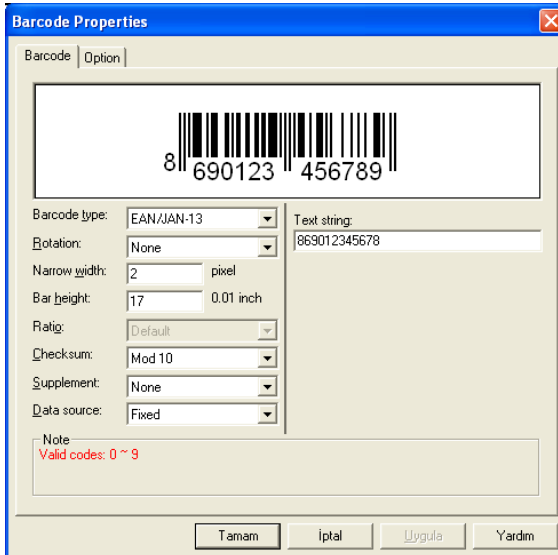 Barcode Properties
Barcode Option
8 690123 456789
Barcode type: EAN/JAN-13
Rotation: None
Narrow width: 2 pixel
Bar height: 17 0.01 inch
Ratio: Default
Checksum: Mod 10
Supplement: None
Data source: Fixed
Text string:
869012345678
Note
Valid codes: 0 ~ 9
Tamam İptal Uygula Yardım